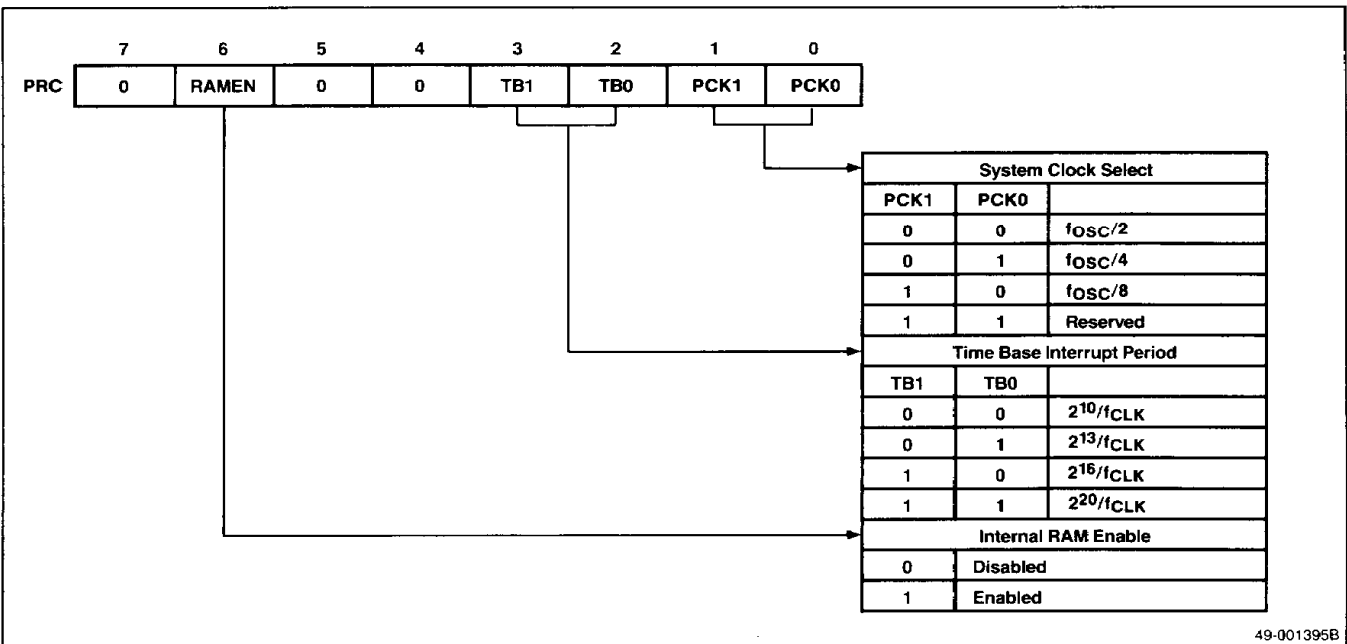 7 6 5 4 3 2 1 0
PRC 0 RAMEN 0 0 TB1 TB0 PCK1 PCK0
System Clock Select
PCK1 PCK0
0 0 fOSC/2
0 1 fOSC/4
1 0 fOSC/8
1 1 Reserved
Time Base Interrupt Period
TB1 TB0
0 0 2^10/fCLK
0 1 2^13/fCLK
1 0 2^16/fCLK
1 1 2^20/fCLK
Internal RAM Enable
0 Disabled
1 Enabled
49-001395B